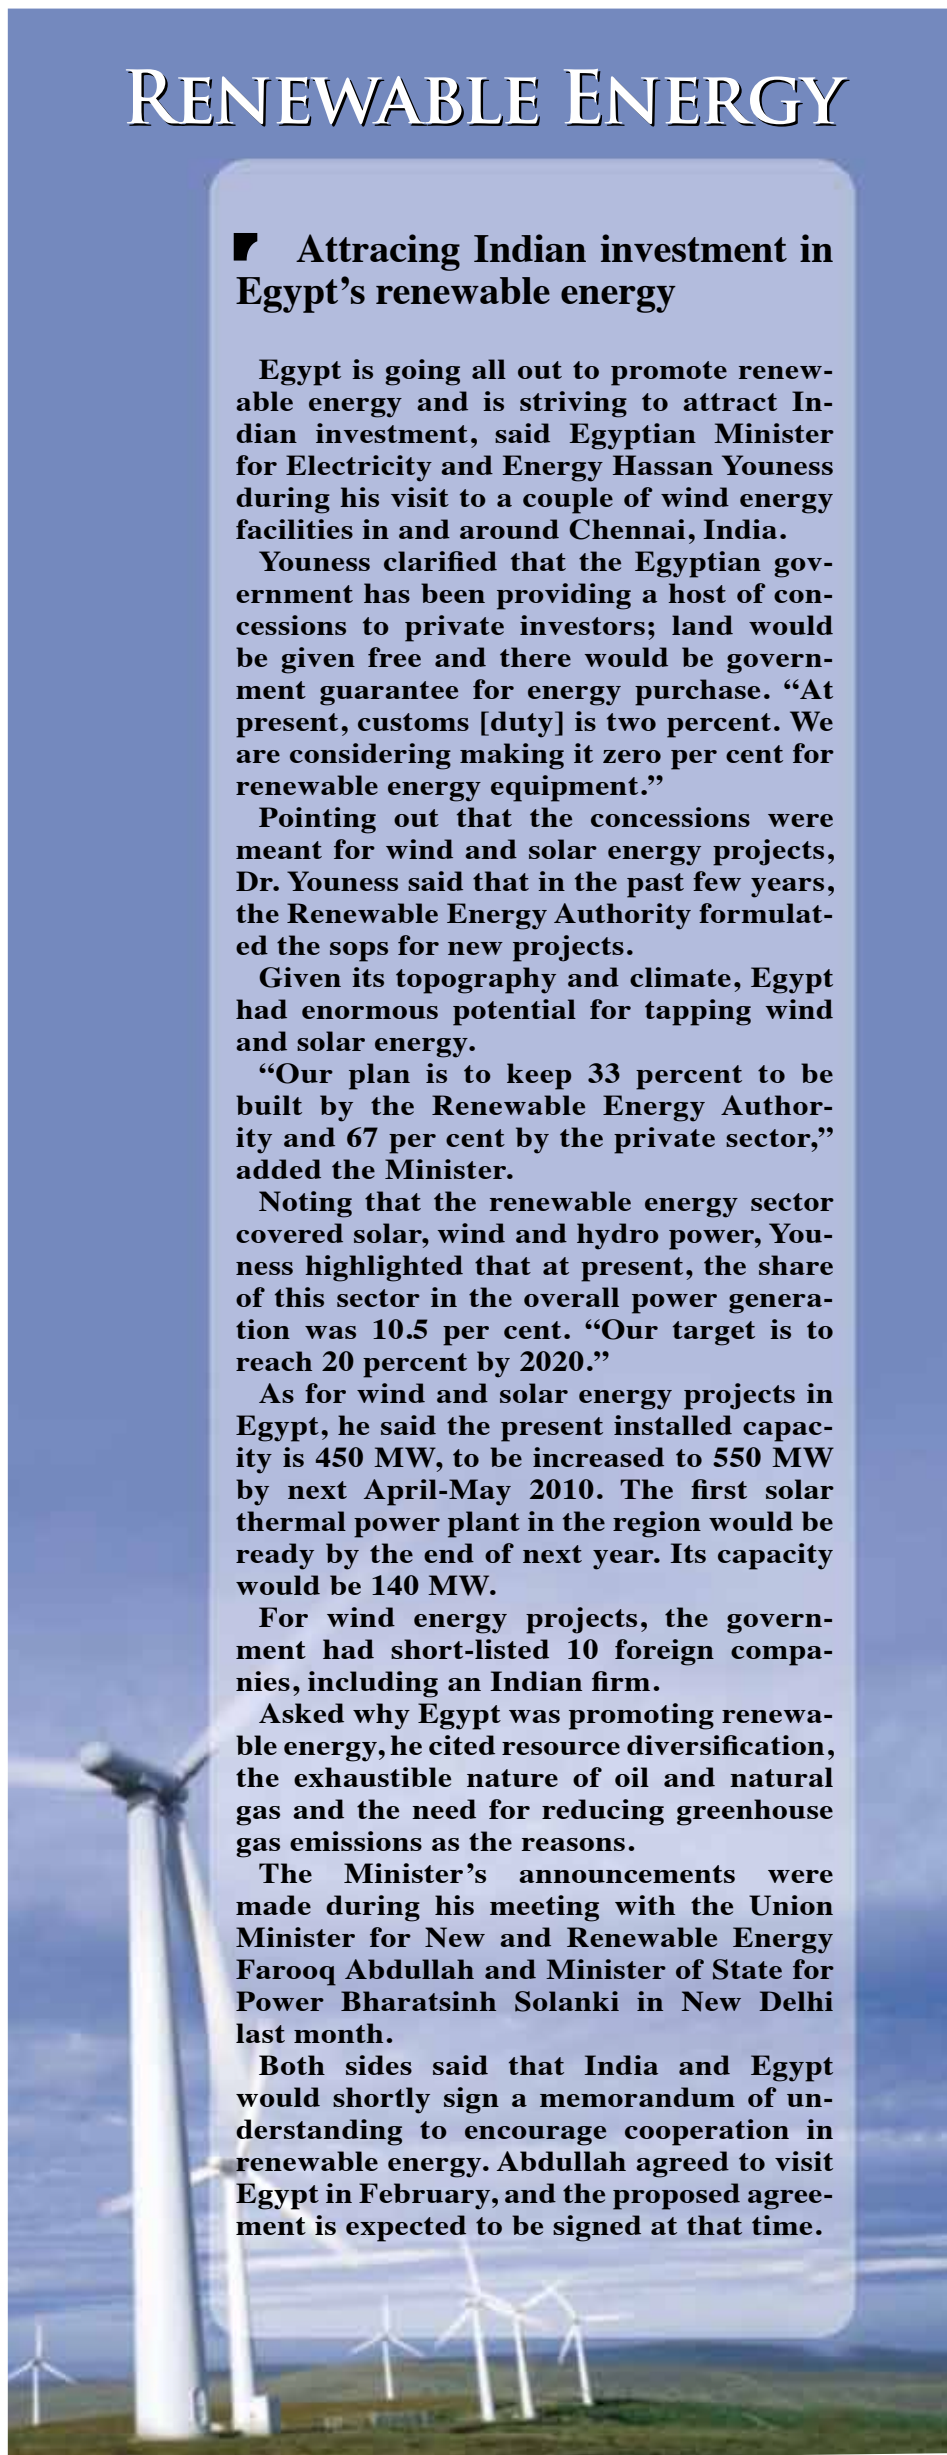 RENEWABLE ENERGY
Attracing Indian investment in
Egypt’s renewable energy
Egypt is going all out to promote renew-
able energy and is striving to attract In-
dian investment, said Egyptian Minister
for Electricity and Energy Hassan Youness
during his visit to a couple of wind energy
facilities in and around Chennai, India.
Youness clarified that the Egyptian gov-
ernment has been providing a host of con-
cessions to private investors; land would
be given free and there would be govern-
ment guarantee for energy purchase. “At
present, customs [duty] is two percent. We
are considering making it zero per cent for
renewable energy equipment.”
Pointing out that the concessions were
meant for wind and solar energy projects,
Dr. Youness said that in the past few years,
the Renewable Energy Authority formulat-
ed the sops for new projects.
Given its topography and climate, Egypt
had enormous potential for tapping wind
and solar energy.
“Our plan is to keep 33 percent to be
built by the Renewable Energy Author-
ity and 67 per cent by the private sector,”
added the Minister.
Noting that the renewable energy sector
covered solar, wind and hydro power, You-
ness highlighted that at present, the share
of this sector in the overall power genera-
tion was 10.5 per cent. “Our target is to
reach 20 percent by 2020.”
As for wind and solar energy projects in
Egypt, he said the present installed capac-
ity is 450 MW, to be increased to 550 MW
by next April-May 2010. The first solar
thermal power plant in the region would be
ready by the end of next year. Its capacity
would be 140 MW.
For wind energy projects, the govern-
ment had short-listed 10 foreign compa-
nies, including an Indian firm.
Asked why Egypt was promoting renewa-
ble energy, he cited resource diversification,
the exhaustible nature of oil and natural
gas and the need for reducing greenhouse
gas emissions as the reasons.
The Minister’s announcements were
made during his meeting with the Union
Minister for New and Renewable Energy
Farooq Abdullah and Minister of State for
Power Bharatsinh Solanki in New Delhi
last month.
Both sides said that India and Egypt
would shortly sign a memorandum of un-
derstanding to encourage cooperation in
renewable energy. Abdullah agreed to visit
Egypt in February, and the proposed agree-
ment is expected to be signed at that time.